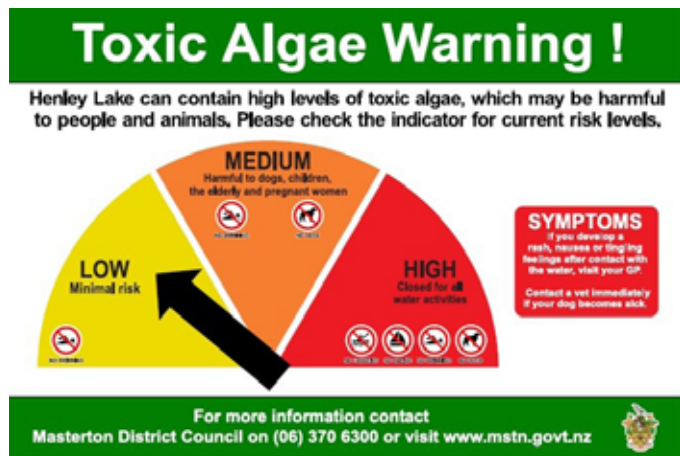 Toxic Algae Warning !
Henley Lake can contain high levels of toxic algae, which may be harmful
to people and animals. Please check the indicator for current risk levels.
MEDIUM
Harmful to dogs, children,
the elderly and pregnant women
LOW
Minimal risk
HIGH
Closed for all
water activities
SYMPTOMS
If you develop a
rash, nausea or tingling
feelings after contact with
the water, visit your GP.
Contact a vet immediately
if your dog becomes sick.
For more information contact
Masterton District Council on (06) 370 6300 or visit www.mstn.govt.nz